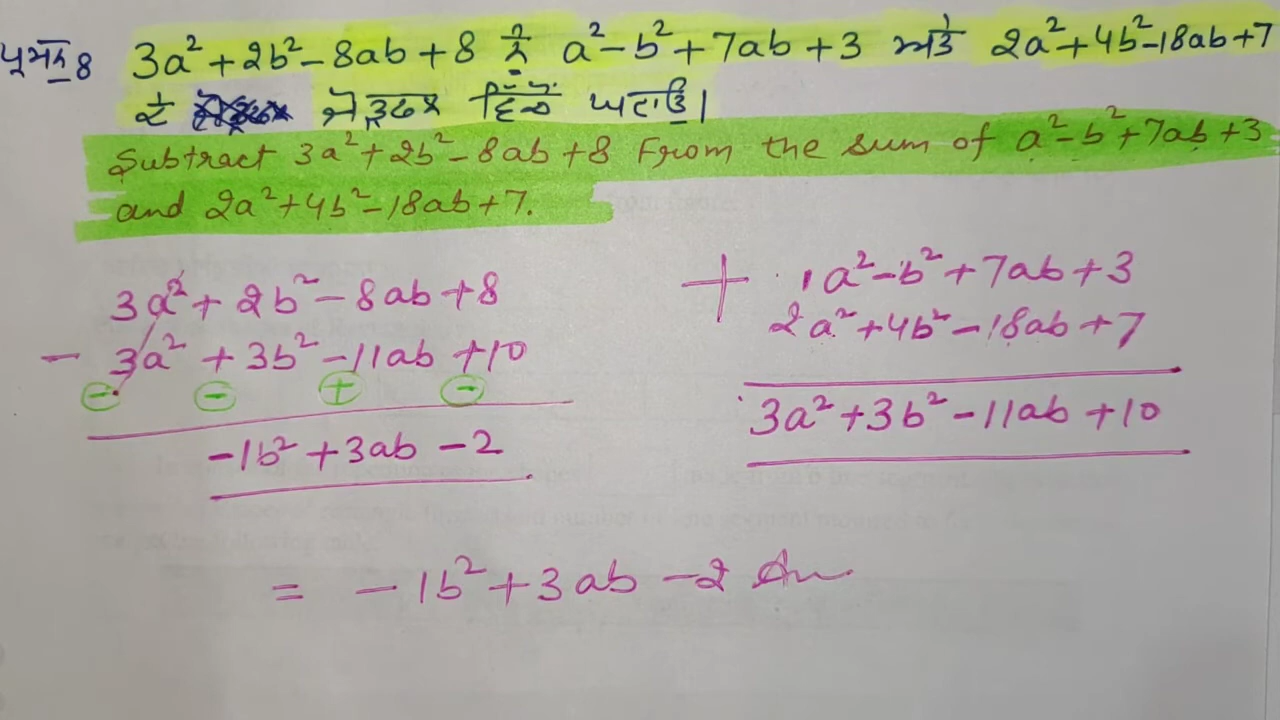 ਪ੍ਰਸ਼ਨ 8 3a² + 2b² - 8ab + 8 ਨੂੰ a² - b² + 7ab + 3 ਅਤੇ 2a² + 4b² - 18ab + 7
ਦੇ ਜੋੜਫਲ ਵਿੱਚੋਂ ਘਟਾਓ।
Subtract 3a² + 2b² - 8ab + 8 From the sum of a² - b² + 7ab + 3
and 2a² + 4b² - 18ab + 7.
3a² + 2b² - 8ab + 8
- 3a² + 3b² - 11ab + 10
- - + -
-1b² + 3ab - 2
+ 1a² - b² + 7ab + 3
2a² + 4b² - 18ab + 7
3a² + 3b² - 11ab + 10
= -1b² + 3ab - 2 An